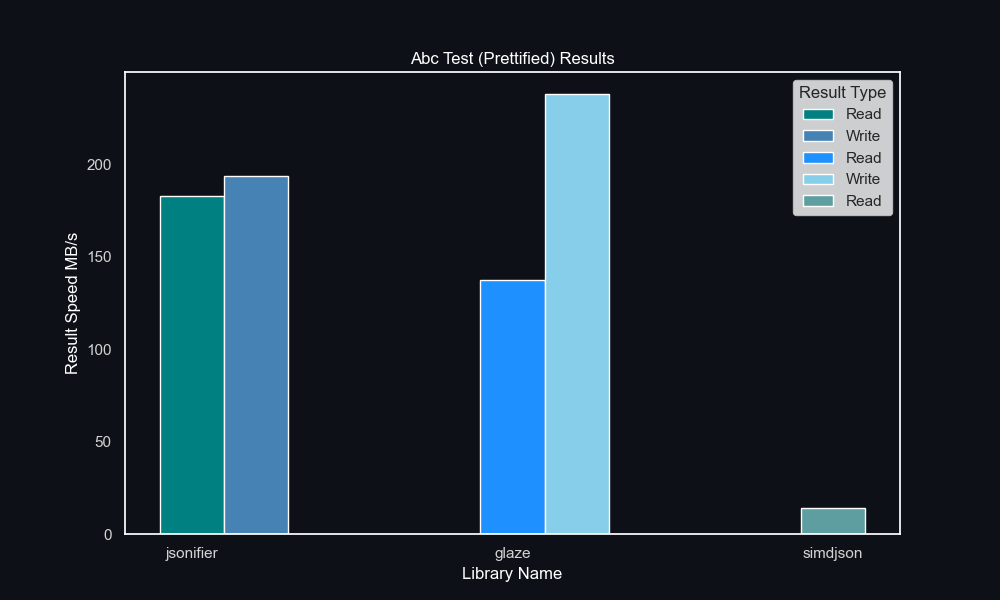 Abc Test (Prettified) Results
Result Type
Read
Write
Read
Write
Read
200
150
100
50
0
Result Speed MB/s
jsonifier
glaze
simdjson
Library Name